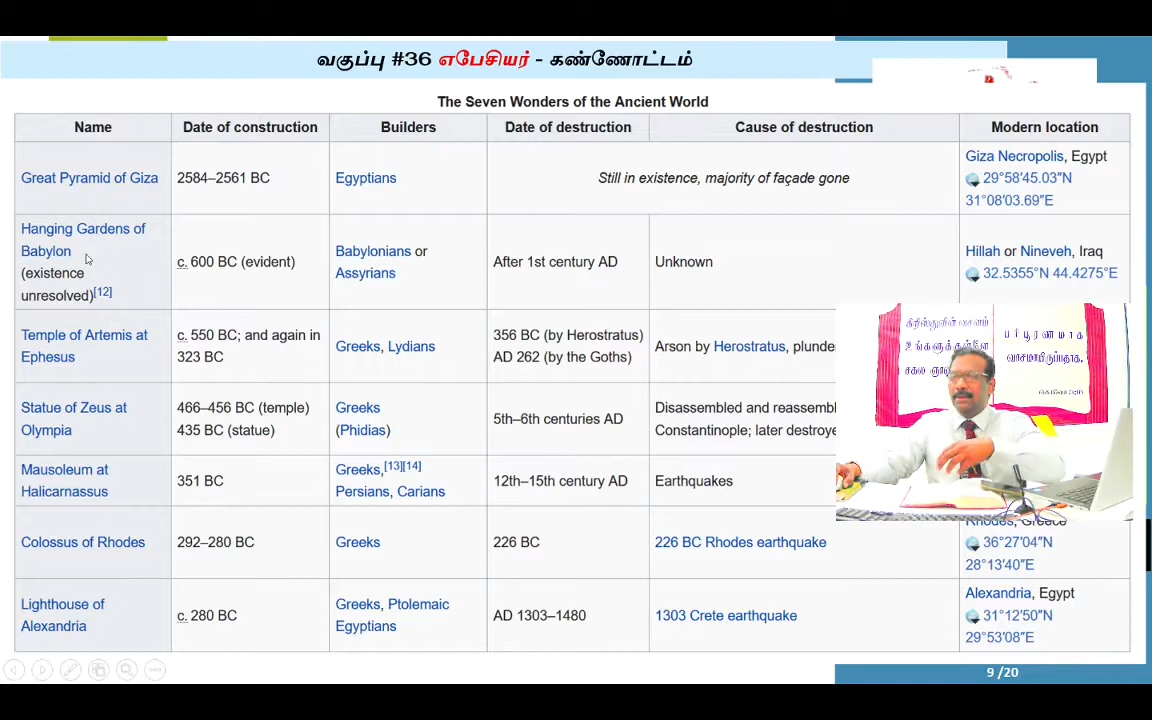 வகுப்பு #36 எபேசியர் - கண்ணோட்டம்
The Seven Wonders of the Ancient World
Name Date of construction Builders Date of destruction Cause of destruction Modern location
Great Pyramid of Giza 2584–2561 BC Egyptians Still in existence, majority of façade gone Giza Necropolis, Egypt
29°58′45.03″N
31°08′03.69″E
Hanging Gardens of
Babylon
(existence
unresolved)[12]
c. 600 BC (evident)
Babylonians or
Assyrians
After 1st century AD
Unknown
Hillah or Nineveh, Iraq
32.5355°N 44.4275°E
Temple of Artemis at
Ephesus
c. 550 BC; and again in
323 BC
Greeks, Lydians
356 BC (by Herostratus)
AD 262 (by the Goths)
Arson by Herostratus,
Statue of Zeus at
Olympia
466–456 BC (temple)
435 BC (statue)
Greeks
(Phidias)
5th–6th centuries AD
Disassembled and
Constantinople; later
Mausoleum at
Halicarnassus
351 BC
Greeks,[13][14]
Persians, Carians
12th–15th century AD
Earthquakes
Colossus of Rhodes
292–280 BC
Greeks
226 BC
226 BC Rhodes earthquake
Rhodes, Greece
36°27′04″N
28°13′40″E
Lighthouse of
Alexandria
c. 280 BC
Greeks, Ptolemaic
Egyptians
AD 1303–1480
1303 Crete earthquake
Alexandria, Egypt
31°12′50″N
29°53′08″E
கிறிஸ்துவின் வசனம்
உங்களுக்குள்ளே
சகல
பரிபூரணமாக
வாசமாயிருப்பதாக.
9 /20